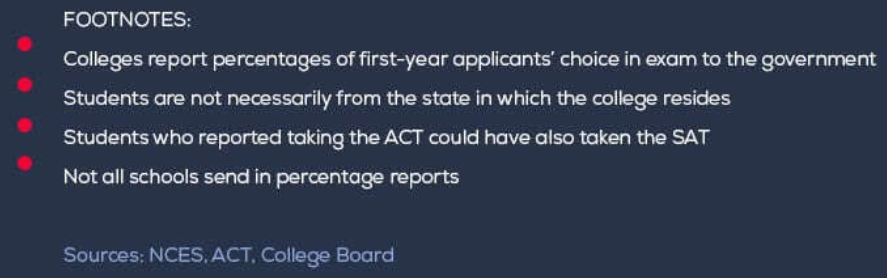 FOOTNOTES:
Colleges report percentages of first-year applicants' choice in exam to the government
Students are not necessarily from the state in which the college resides
Students who reported taking the ACT could have also taken the SAT
Not all schools send in percentage reports
Sources: NCES, ACT, College Board